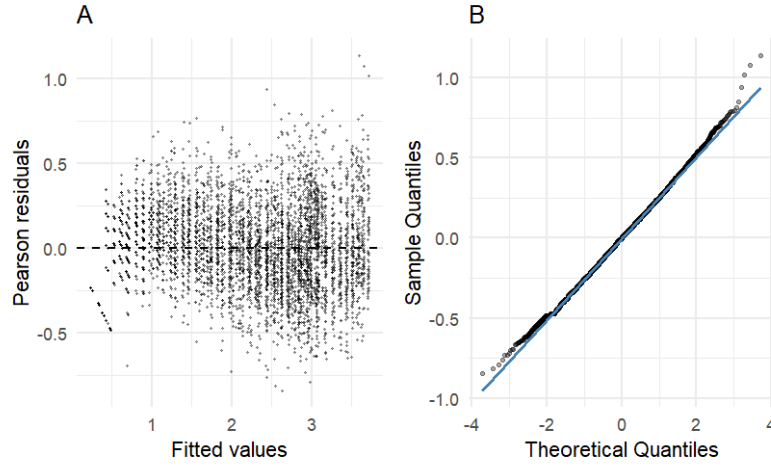 A
B
Pearson residuals
1.0
0.5
0.0
-0.5
1
2
3
Fitted values
Sample Quantiles
1.0
0.5
0.0
-0.5
-1.0
-4
-2
0
2
4
Theoretical Quantiles